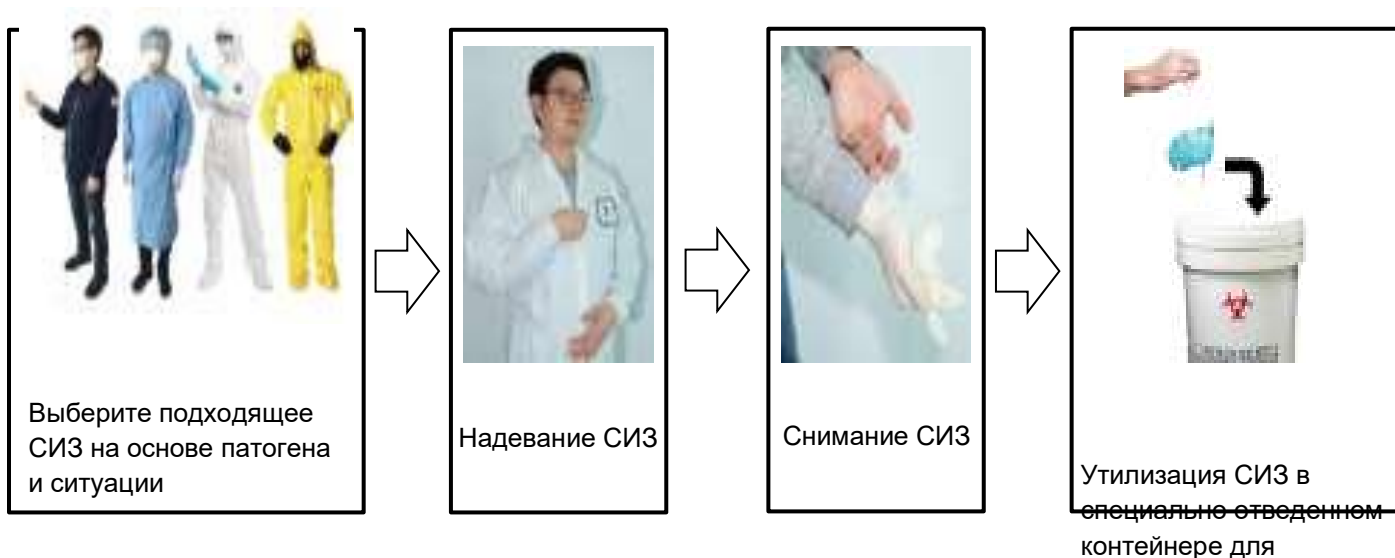 Выберите подходящее
СИЗ на основе патогена
и ситуации
Надевание СИЗ
Снимание СИЗ
Утилизация СИЗ в
специально отведенном
контейнере для